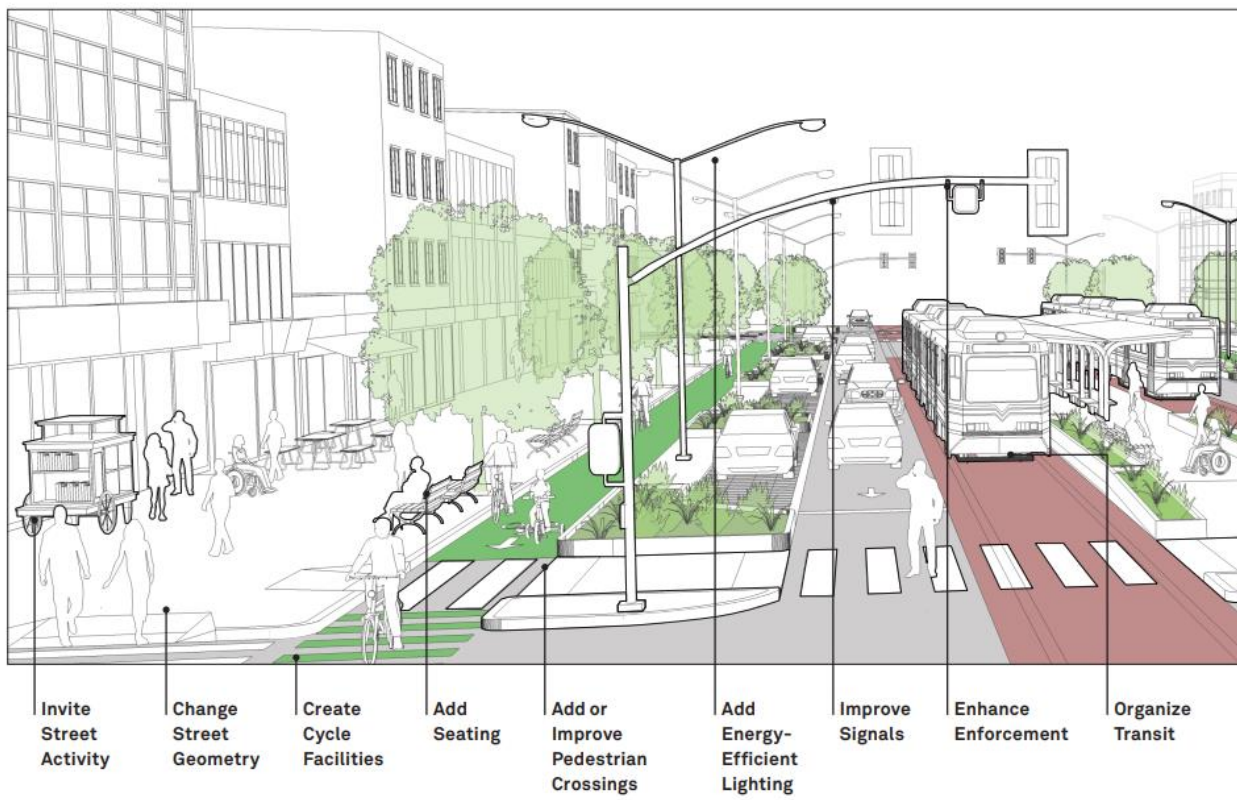 Invite
Street
Activity
Change
Street
Geometry
Create
Cycle
Facilities
Add
Seating
Add or
Improve
Pedestrian
Crossings
Add
Energy-
Efficient
Lighting
Improve
Signals
Enhance
Enforcement
Organize
Transit